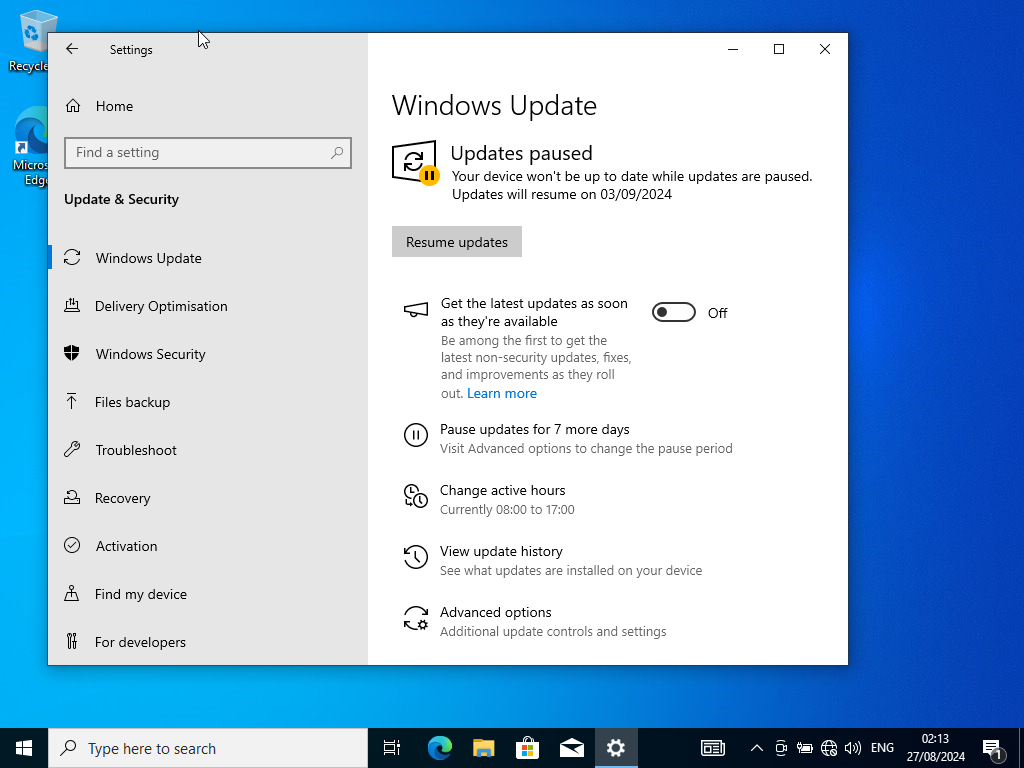 Recycle
Micros
Edge
Settings
Home
Find a setting
Update & Security
Windows Update
Delivery Optimisation
Windows Security
Files backup
Troubleshoot
Recovery
Activation
Find my device
For developers
Windows Update
Updates paused
Your device won't be up to date while updates are paused.
Updates will resume on 03/09/2024
Resume updates
Get the latest updates as soon
as they're available
Off
Be among the first to get the
latest non-security updates, fixes,
and improvements as they roll
out. Learn more
Pause updates for 7 more days
Visit Advanced options to change the pause period
Change active hours
Currently 08:00 to 17:00
View update history
See what updates are installed on your device
Advanced options
Additional update controls and settings
Type here to search
ENG
02:13
27/08/2024
1